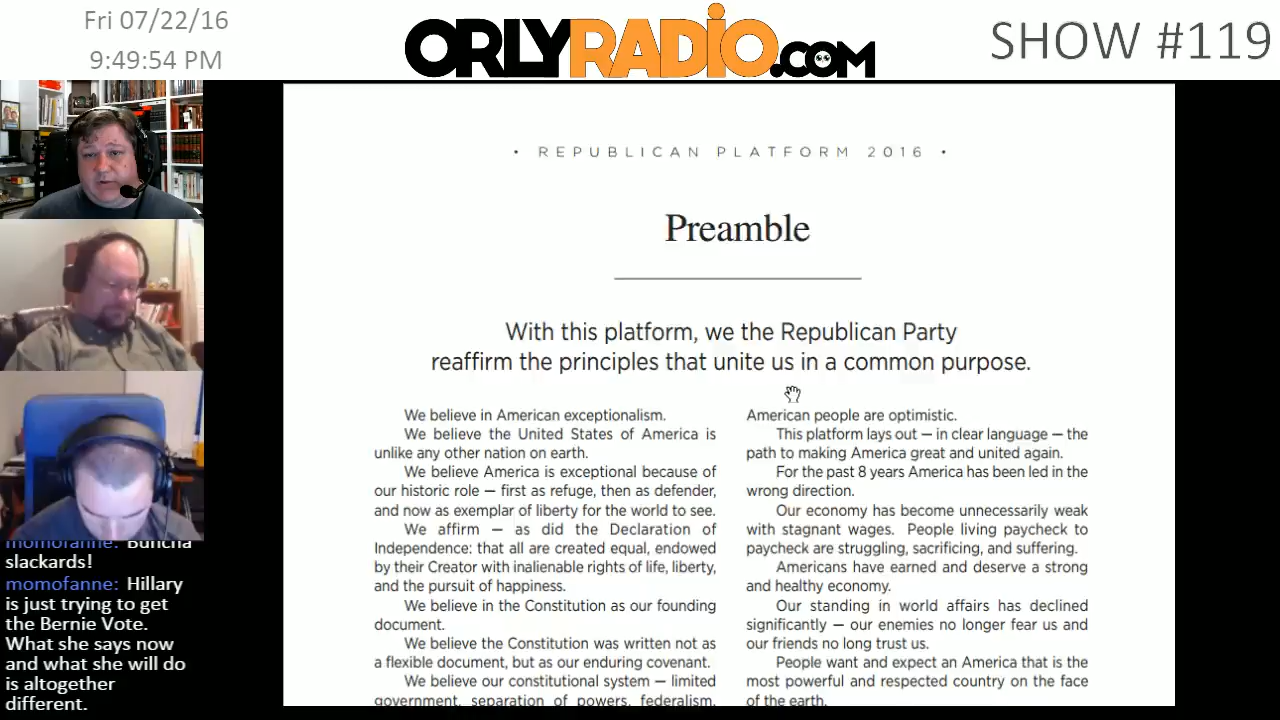 Fri 07/22/16
9:49:54 PM
ORLYRADIO.COM
SHOW #119
• REPUBLICAN PLATFORM 2016 •
Preamble
With this platform, we the Republican Party
reaffirm the principles that unite us in a common purpose.
We believe in American exceptionalism.
We believe the United States of America is
unlike any other nation on earth.
We believe America is exceptional because of
our historic role — first as refuge, then as defender,
and now as exemplar of liberty for the world to see.
We affirm — as did the Declaration of
Independence: that all are created equal, endowed
by their Creator with inalienable rights of life, liberty,
and the pursuit of happiness.
We believe in the Constitution as our founding
document.
We believe the Constitution was written not as
a flexible document, but as our enduring covenant.
We believe our constitutional system — limited
government, separation of powers, federalism,
American people are optimistic.
This platform lays out — in clear language — the
path to making America great and united again.
For the past 8 years America has been led in the
wrong direction.
Our economy has become unnecessarily weak
with stagnant wages. People living paycheck to
paycheck are struggling, sacrificing, and suffering.
Americans have earned and deserve a strong
and healthy economy.
Our standing in world affairs has declined
significantly — our enemies no longer fear us and
our friends no long trust us.
People want and expect an America that is the
most powerful and respected country on the face
of the earth.
momofanne: Buncha
slackards!
momofanne: Hillary
is just trying to get
the Bernie Vote.
What she says now
and what she will do
is altogether
different.